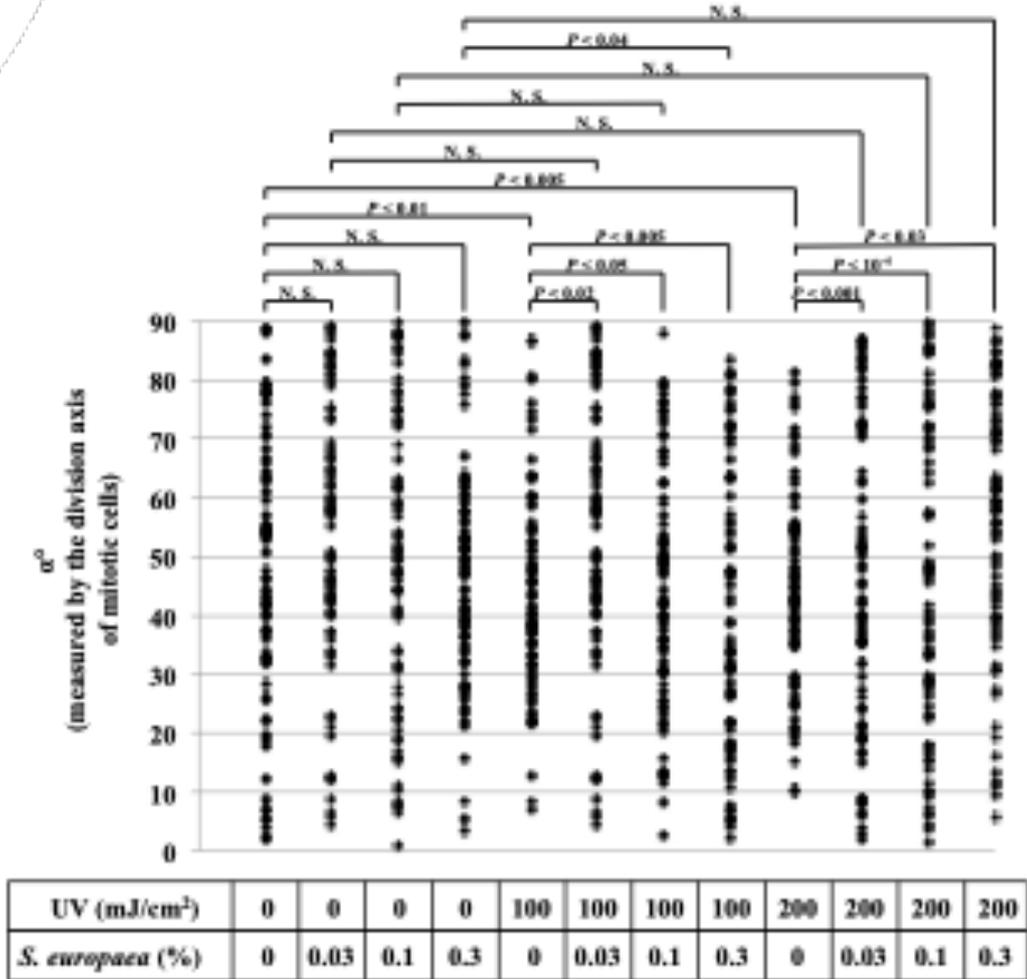 N. S.
P < 0.04
N. S.
N. S.
N. S.
N. S.
P < 0.005
P < 0.01
N. S. P < 0.005 P < 0.03
N. S. P < 0.05 P < 10⁻⁴
N. S. P < 0.02 P < 0.001
90
80
70
60
50
40
30
20
10
0
α°
(measured by the division axis
of mitotic cells)
UV (mJ/cm²) 0 0 0 0 100 100 100 100 200 200 200 200
S. europaea (%) 0 0.03 0.1 0.3 0 0.03 0.1 0.3 0 0.03 0.1 0.3